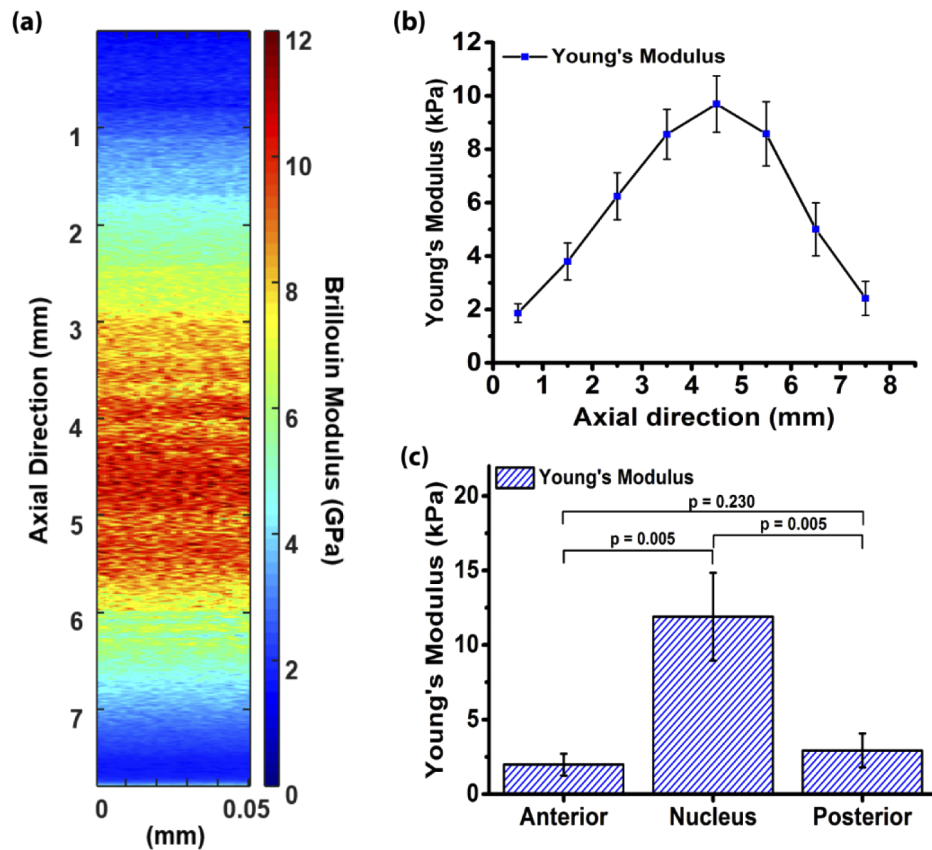 (a)
12
10
8
6
4
2
0
Brillouin Modulus (GPa)
1
2
3
4
5
6
7
Axial Direction (mm)
0
0.05
(mm)
(b)
Young's Modulus
12
10
8
6
4
2
0
Young's Modulus (kPa)
0 1 2 3 4 5 6 7 8
Axial direction (mm)
(c)
Young's Modulus
20
15
10
5
0
Young's Modulus (kPa)
p = 0.230
p = 0.005
p = 0.005
Anterior Nucleus Posterior